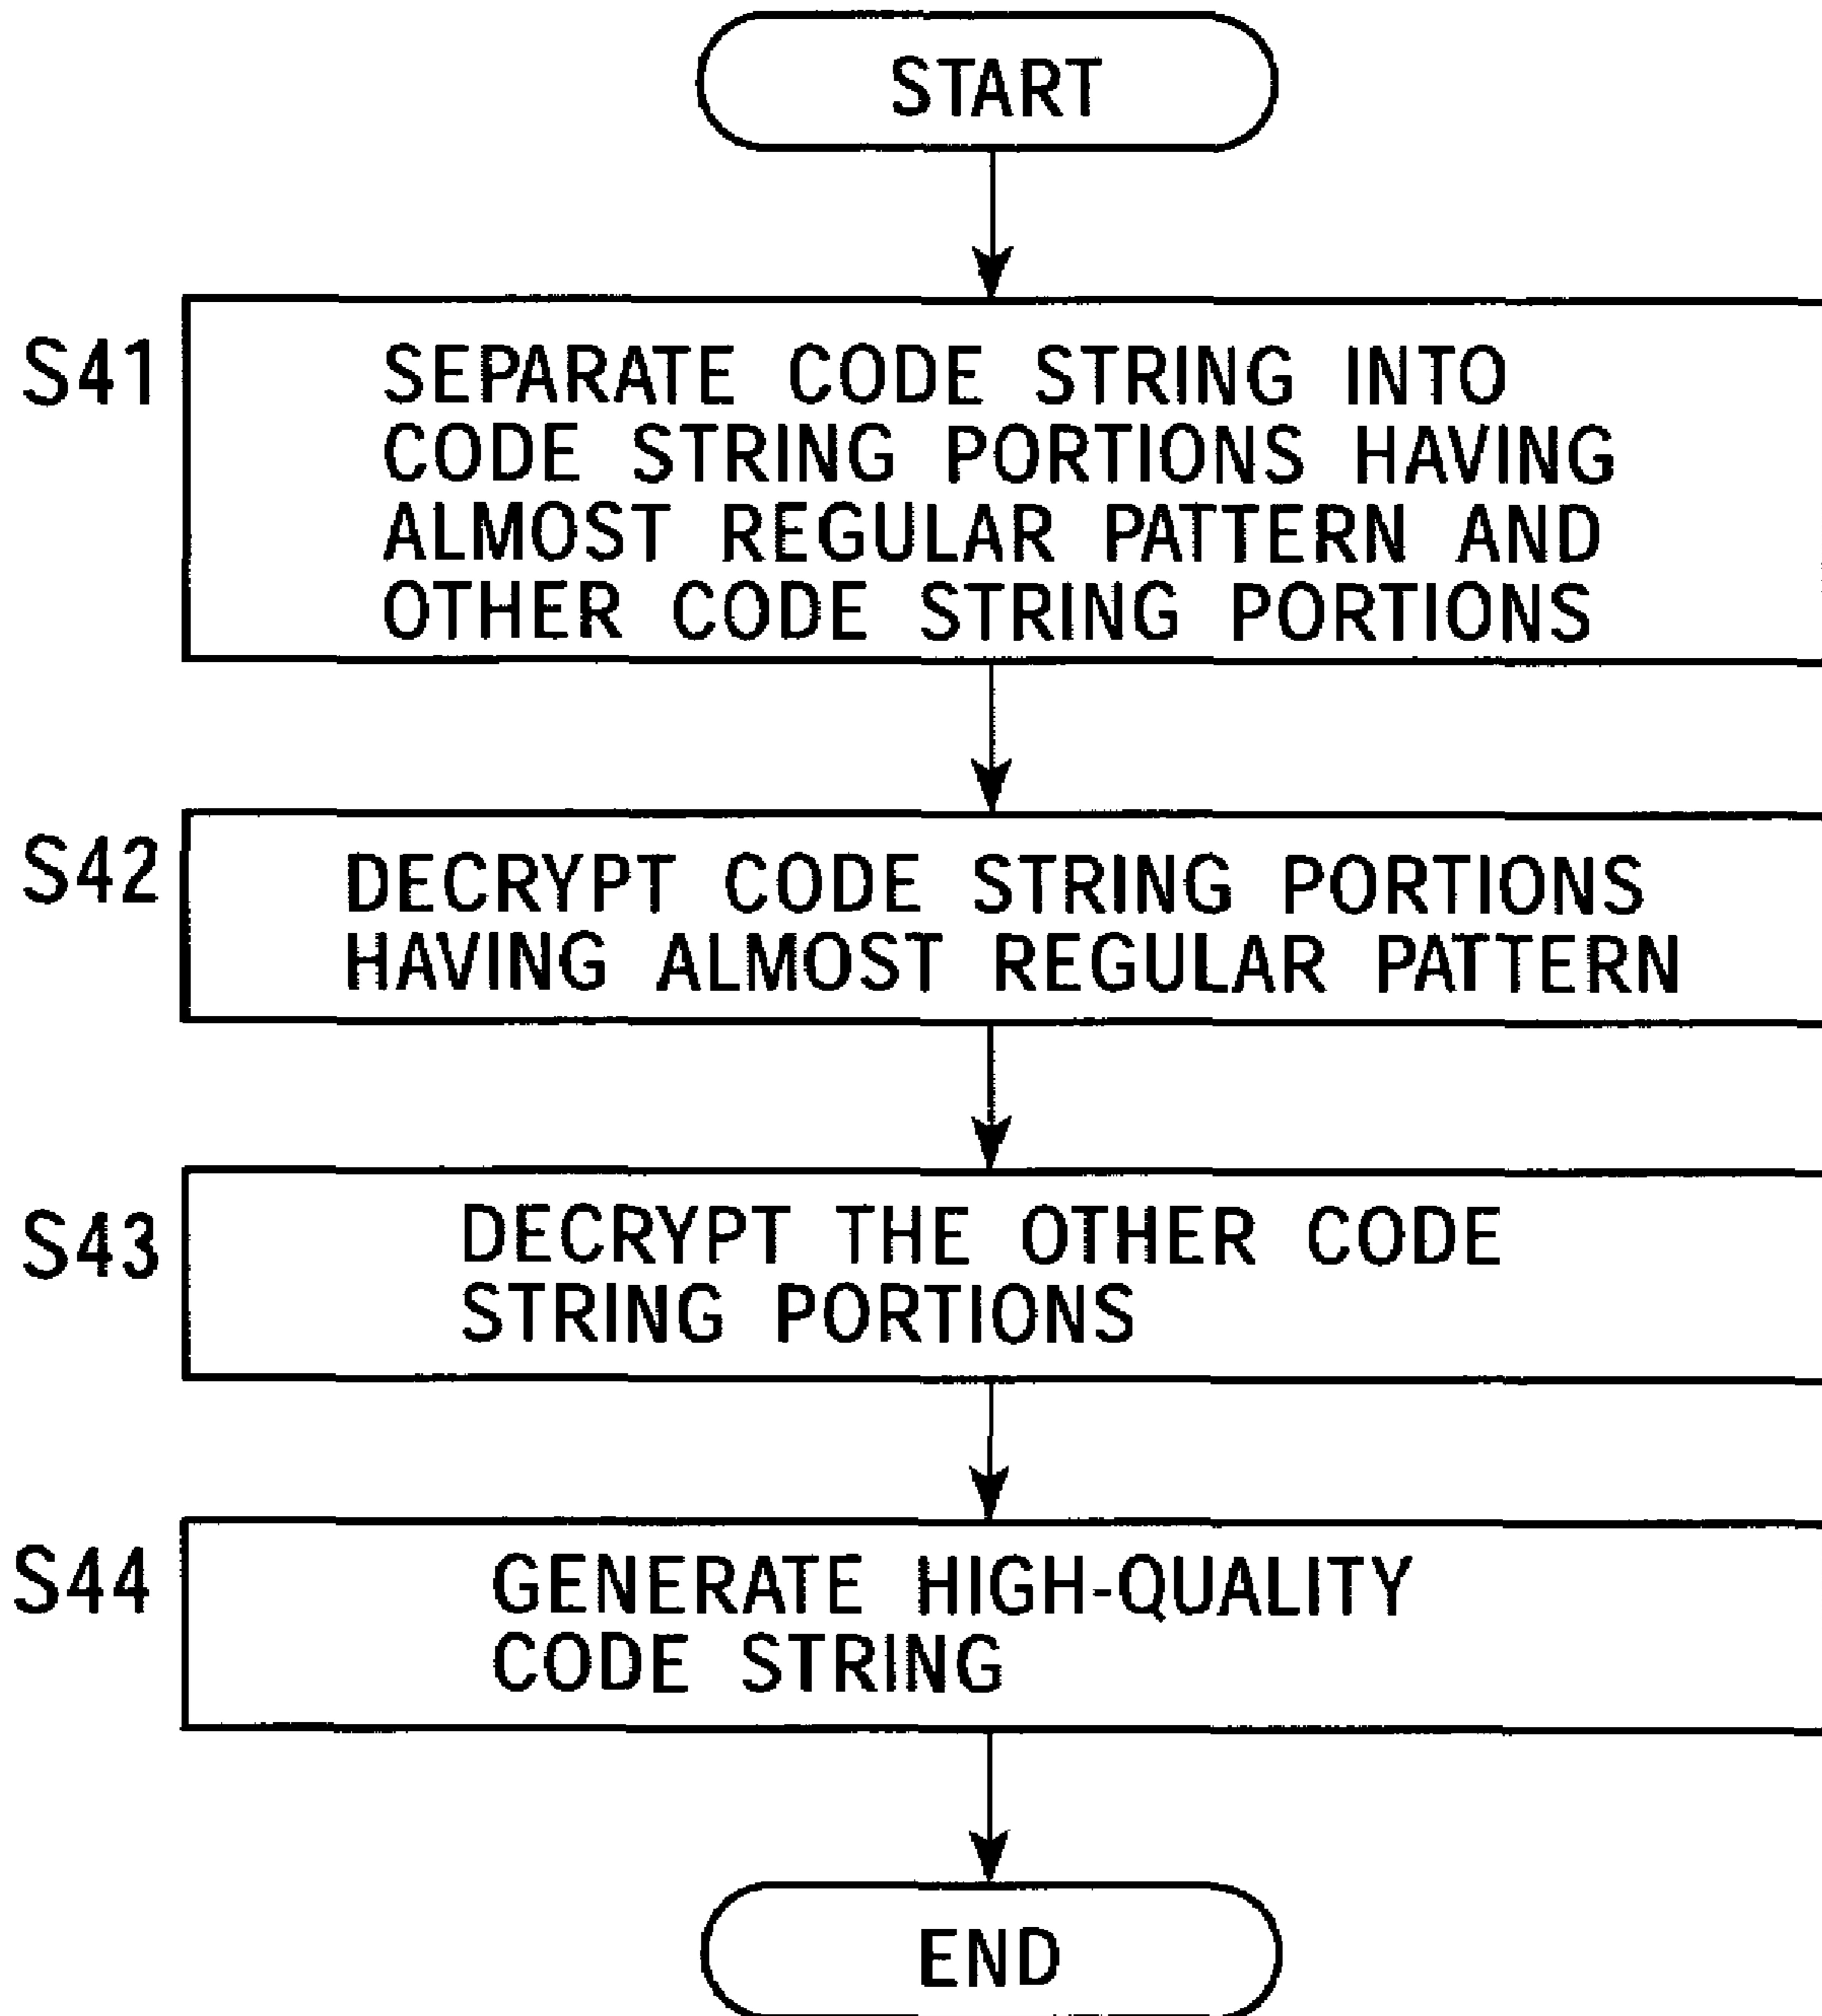 START
S41
SEPARATE CODE STRING INTO
CODE STRING PORTIONS HAVING
ALMOST REGULAR PATTERN AND
OTHER CODE STRING PORTIONS
S42
DECRYPT CODE STRING PORTIONS
HAVING ALMOST REGULAR PATTERN
S43
DECRYPT THE OTHER CODE
STRING PORTIONS
S44
GENERATE HIGH-QUALITY
CODE STRING
END